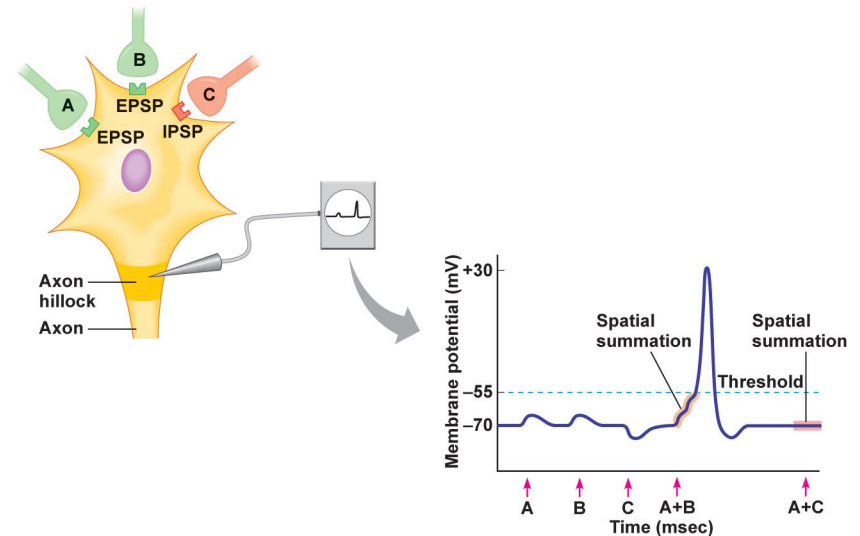 B
A
C
EPSP
EPSP
IPSP
Axon
hillock
Axon
Membrane potential (mV)
+30
–55
–70
Spatial
summation
Spatial
summation
Threshold
A
B
C
A+B
A+C
Time (msec)